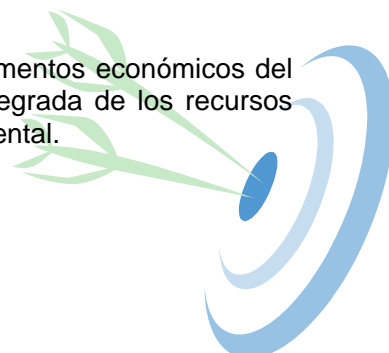 mentos económicos del
egrada de los recursos
ental.